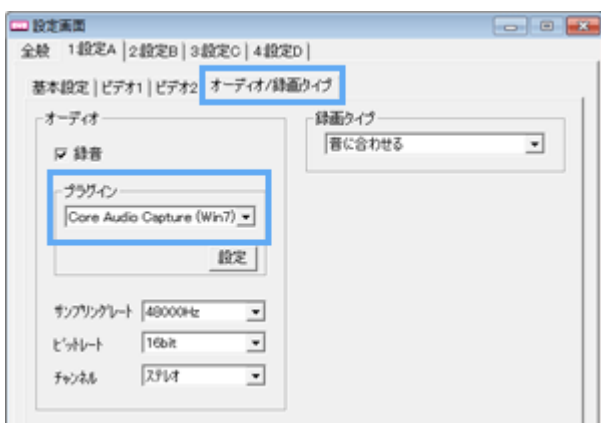 設定画面
全般 1:設定A 2:設定B 3:設定C 4:設定D
基本設定 ビデオ1 ビデオ2 オーディオ/録画タイプ
オーディオ
録音
プラグイン
Core Audio Capture (Win7)
設定
サンプリングレート 48000Hz
ビットレート 16bit
チャンネル ステレオ
録画タイプ
音に合わせる